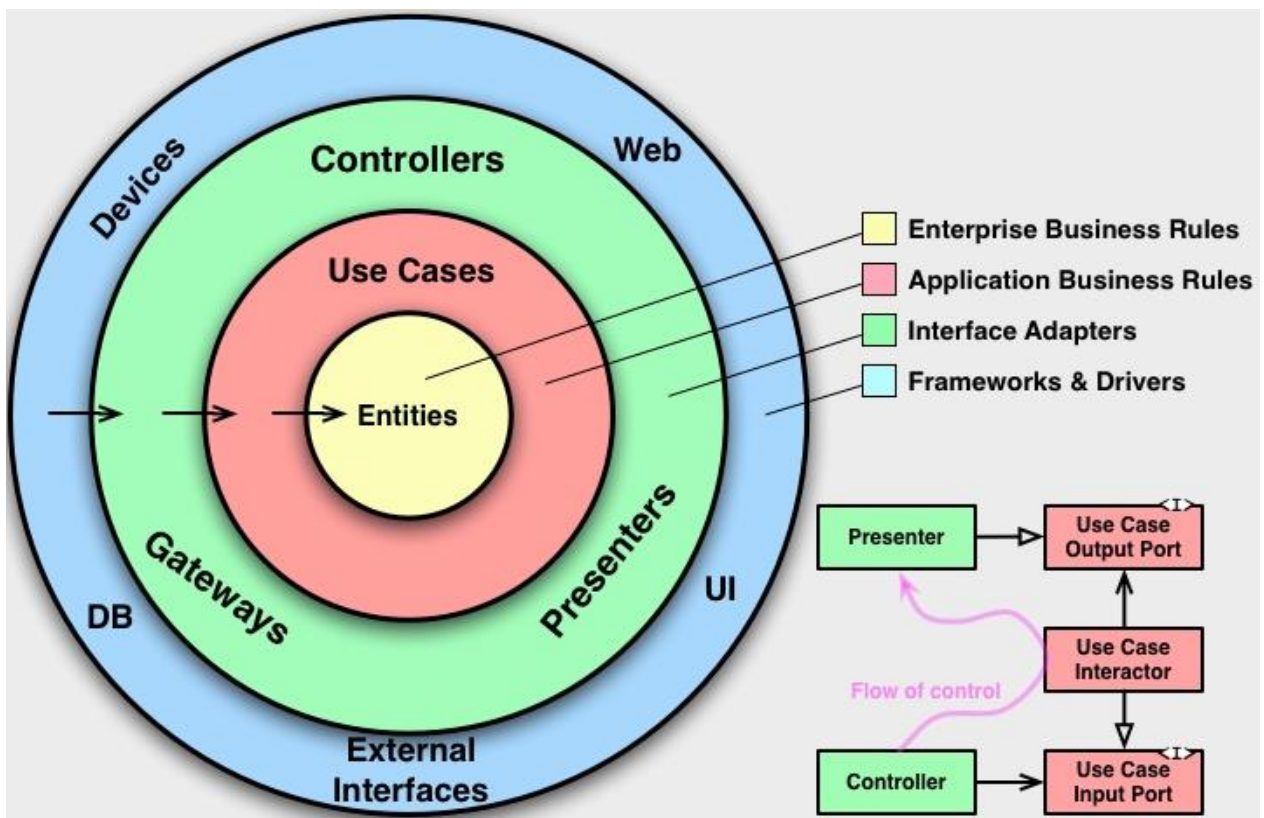 Devices
Controllers
Web
Use Cases
Entities
Gateways
Presenters
DB
UI
External
Interfaces
Enterprise Business Rules
Application Business Rules
Interface Adapters
Frameworks & Drivers
Presenter
<I>
Use Case
Output Port
Use Case
Interactor
Flow of control
Controller
<I>
Use Case
Input Port